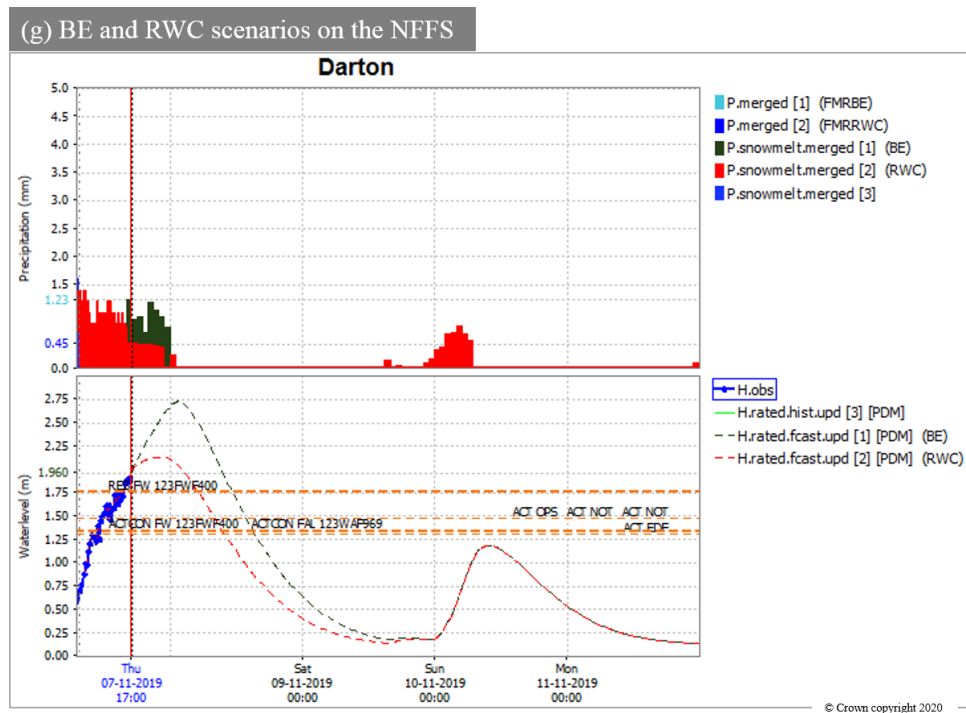 (g) BE and RWC scenarios on the NFFS
Darton
5.0
4.5
4.0
3.5
3.0
2.5
2.0
1.5
1.23
0.45
0.0
Precipitation (mm)
P.merged [1] (FMRBE)
P.merged [2] (FMRRWC)
P.snowmelt.merged [1] (BE)
P.snowmelt.merged [2] (RWC)
P.snowmelt.merged [3]
2.75
2.50
2.25
1.960
1.75
1.50
1.25
1.00
0.75
0.50
0.25
0.00
Waterlevel (m)
RES FW 123FWF400
ACTCON FW 123FWF400 ACTCON FAL 123WAF969
ACT OPS ACT NOT ACT NOT
H.obs
H.rated.hist.upd [3] [PDM]
H.rated.fcast.upd [1] [PDM] (BE)
H.rated.fcast.upd [2] [PDM] (RWC)
Thu Sat Sun Mon
07-11-2019 09-11-2019 10-11-2019 11-11-2019
17:00 00:00 00:00 00:00
© Crown copyright 2020